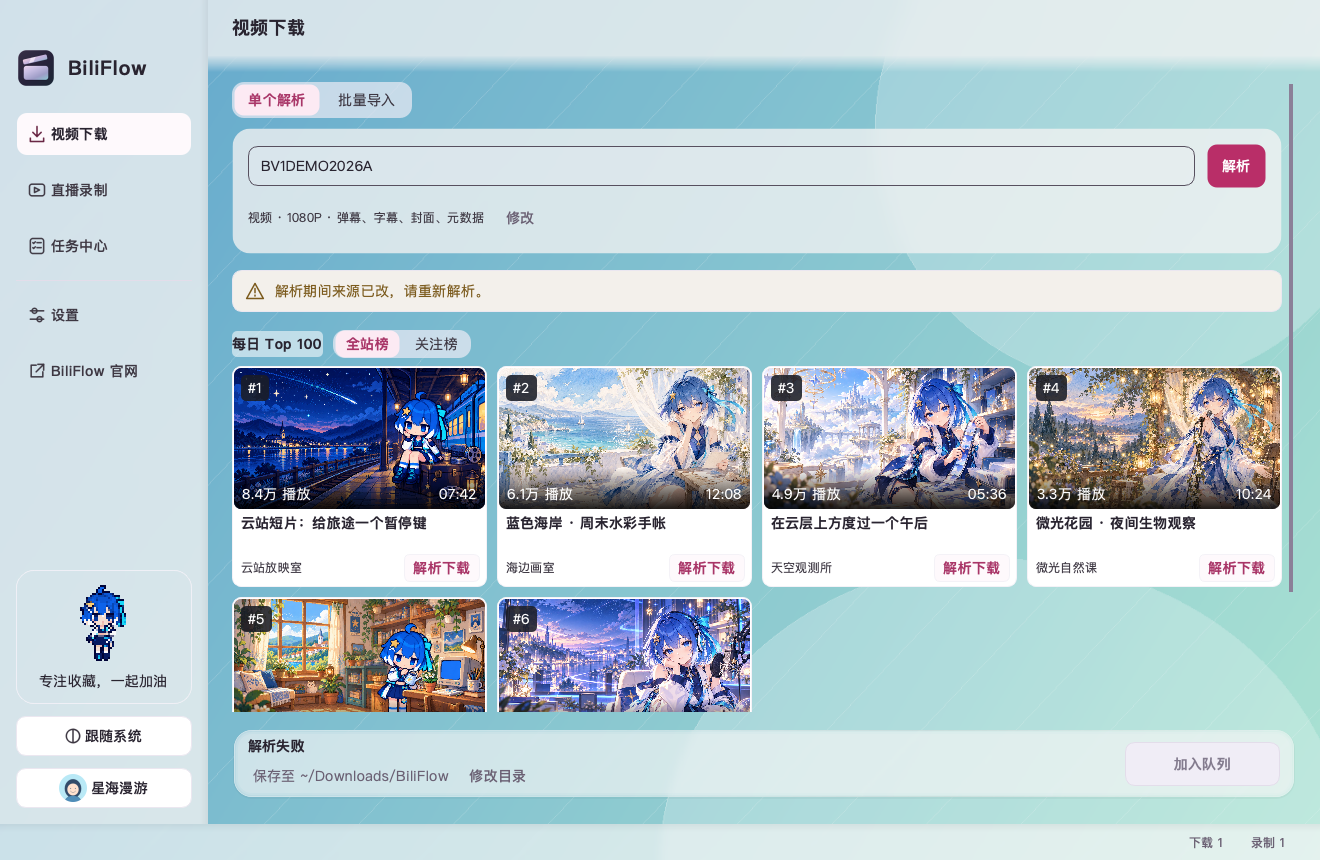 视频下载
BiliFlow
视频下载
直播录制
任务中心
设置
BiliFlow 官网
专注收藏，一起加油
跟随系统
星海漫游
单个解析 批量导入
BV1DEMO2026A
解析
视频 · 1080P · 弹幕、字幕、封面、元数据 修改
解析期间来源已改，请重新解析。
每日 Top 100 全站榜 关注榜
#1
8.4万 播放 07:42
云站短片：给旅途一个暂停键
云站放映室 解析下载
#2
6.1万 播放 12:08
蓝色海岸 · 周末水彩手帐
海边画室 解析下载
#3
4.9万 播放 05:36
在云层上方度过一个午后
天空观测所 解析下载
#4
3.3万 播放 10:24
微光花园 · 夜间生物观察
微光自然课 解析下载
#5
#6
解析失败
保存至 ~/Downloads/BiliFlow 修改目录
加入队列
下载 1 录制 1